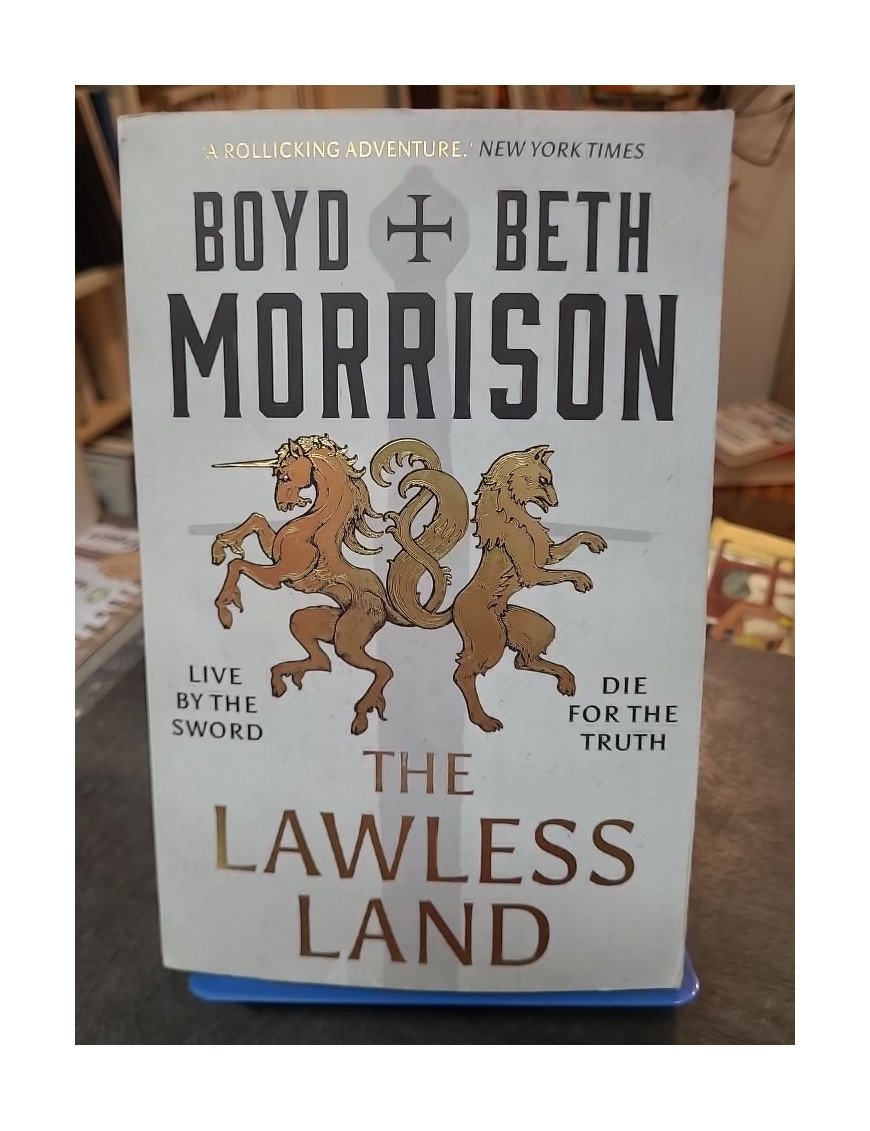 'A ROLLICKING ADVENTURE.' NEW YORK TIMES
BOYD BETH
MORRISON
LIVE
BY THE
SWORD
DIE
FOR THE
TRUTH
THE
LAWLESS
LAND